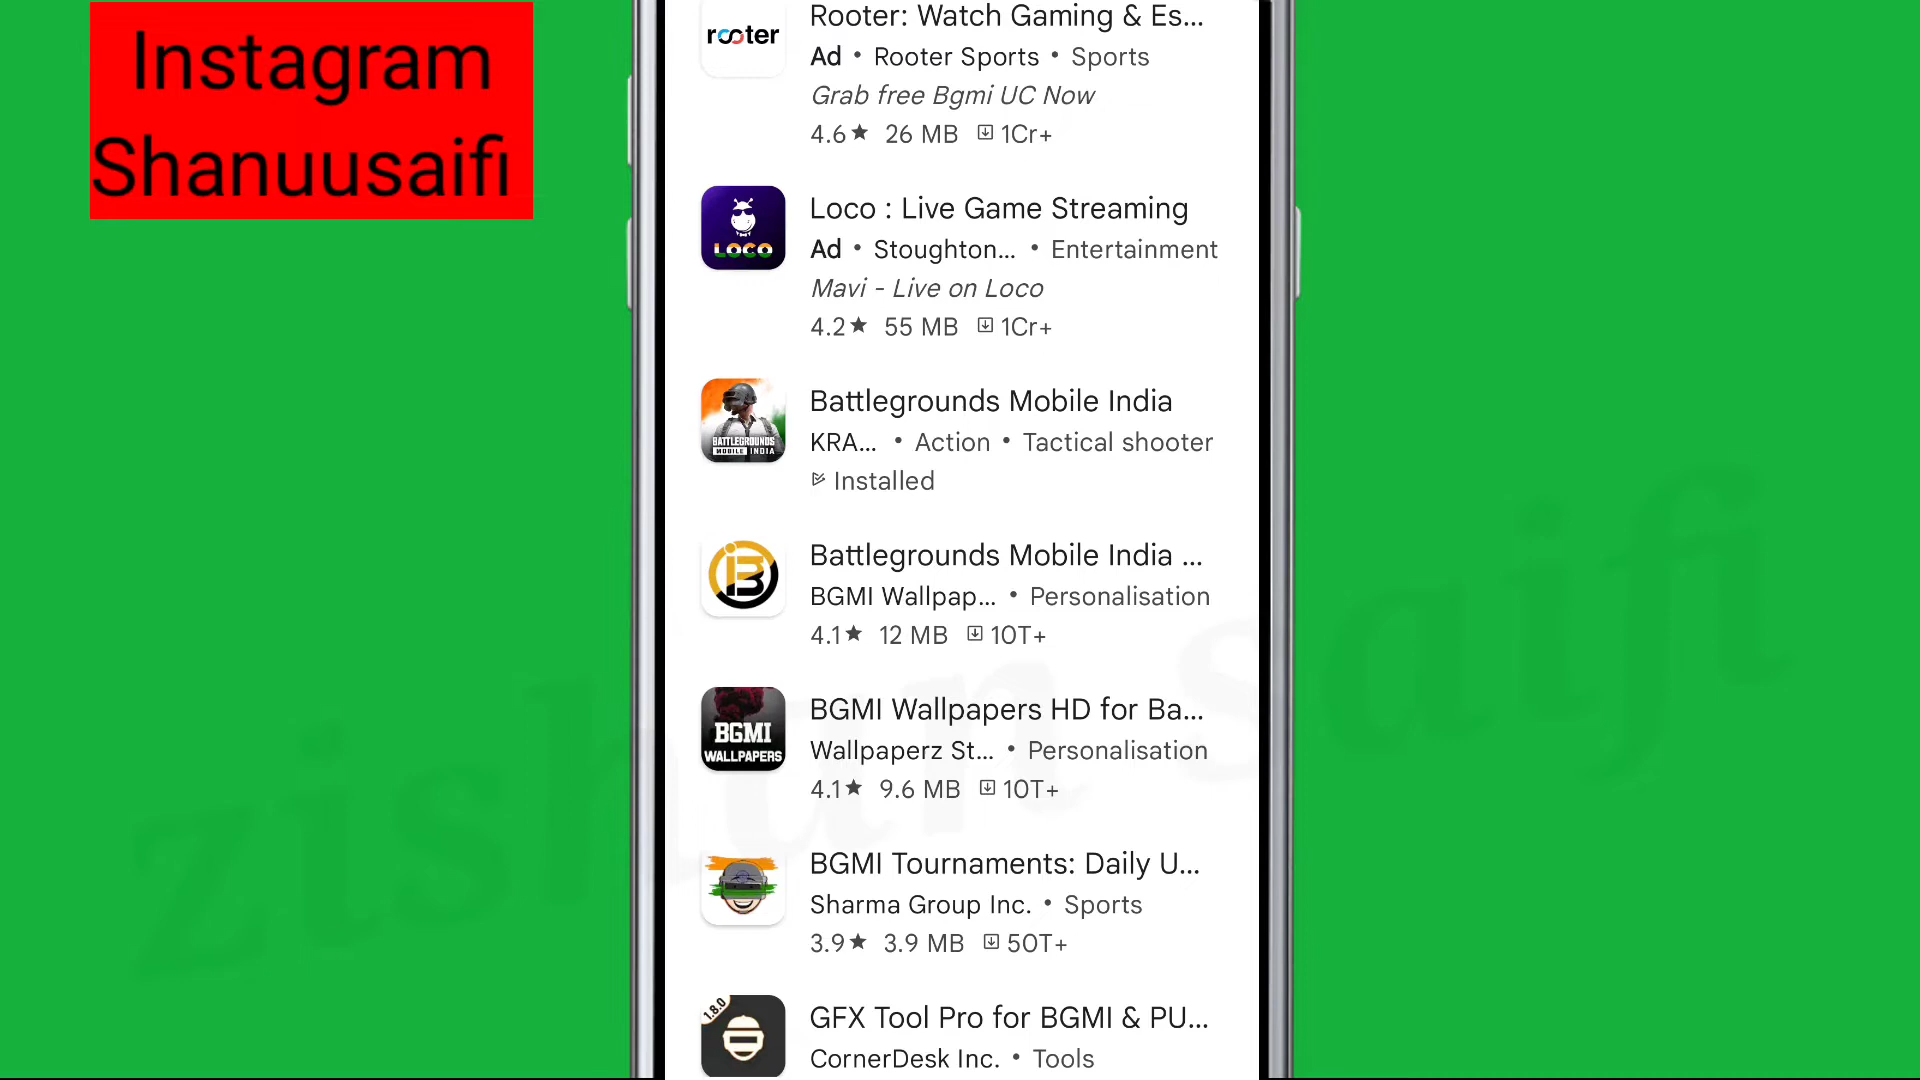 Instagram
Shanuusaifi
rooter
Rooter: Watch Gaming & Es...
Ad • Rooter Sports • Sports
Grab free Bgmi UC Now
4.6★ 26 MB 1Cr+
LOCO
Loco : Live Game Streaming
Ad • Stoughton... • Entertainment
Mavi - Live on Loco
4.2★ 55 MB 1Cr+
BATTLEGROUNDS
MOBILE INDIA
Battlegrounds Mobile India
KRA... • Action • Tactical shooter
Installed
Battlegrounds Mobile India ...
BGMI Wallpap... • Personalisation
4.1★ 12 MB 10T+
BGMI
WALLPAPERS
BGMI Wallpapers HD for Ba...
Wallpaperz St... • Personalisation
4.1★ 9.6 MB 10T+
BGMI Tournaments: Daily U...
Sharma Group Inc. • Sports
3.9★ 3.9 MB 50T+
1.8.0
GFX Tool Pro for BGMI & PU...
CornerDesk Inc. • Tools
zishan saifi